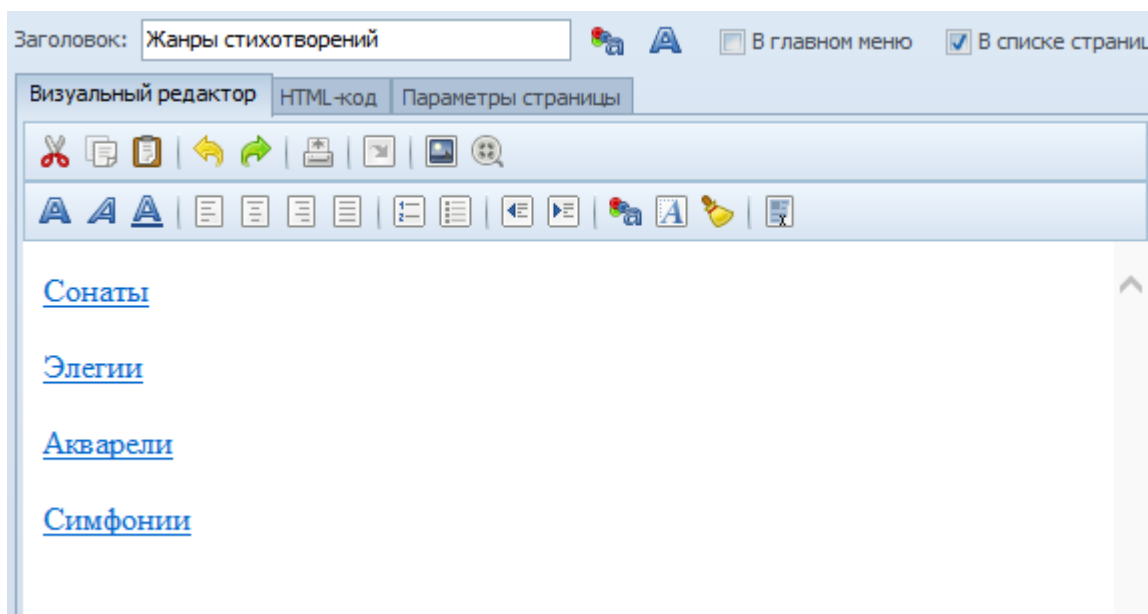 Заголовок: Жанры стихотворений В главном меню В списке страниц
Визуальный редактор HTML-код Параметры страницы
Сонаты
Элегии
Акварели
Симфонии